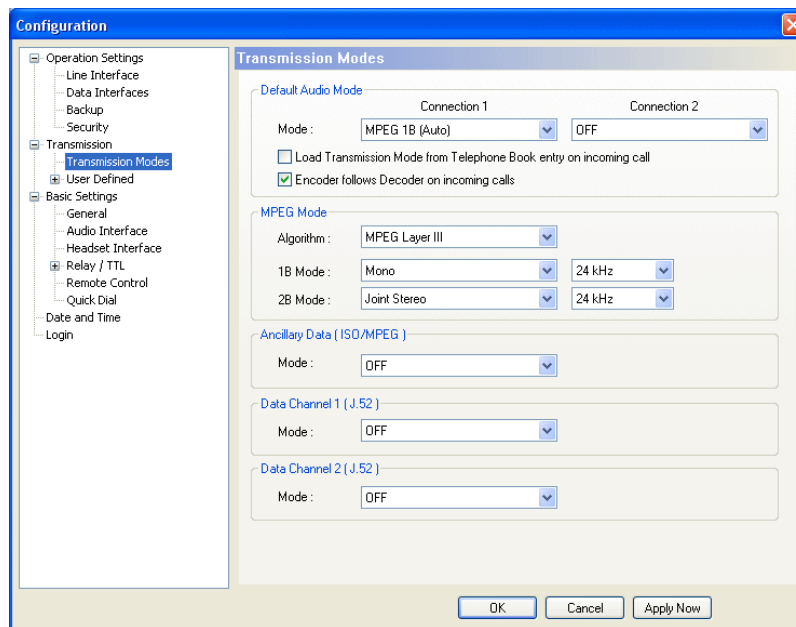 Configuration
Operation Settings
Line Interface
Data Interfaces
Backup
Security
Transmission
Transmission Modes
User Defined
Basic Settings
General
Audio Interface
Headset Interface
Relay / TTL
Remote Control
Quick Dial
Date and Time
Login
Transmission Modes
Default Audio Mode
Connection 1 Connection 2
Mode : MPEG 1B (Auto) OFF
Load Transmission Mode from Telephone Book entry on incoming call
Encoder follows Decoder on incoming calls
MPEG Mode
Algorithm : MPEG Layer III
1B Mode : Mono 24 kHz
2B Mode : Joint Stereo 24 kHz
Ancillary Data ( ISO/MPEG )
Mode : OFF
Data Channel 1 ( J.52 )
Mode : OFF
Data Channel 2 ( J.52 )
Mode : OFF
OK Cancel Apply Now